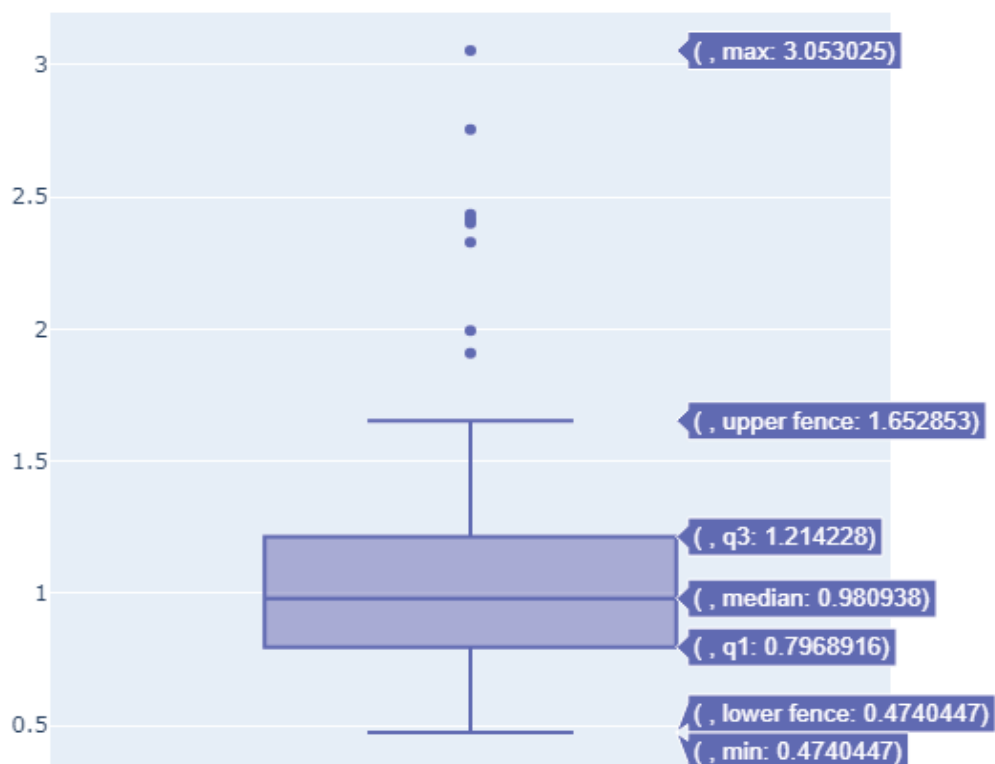 ( , max: 3.053025)
3
2.5
2
( , upper fence: 1.652853)
1.5
( , q3: 1.214228)
1
( , median: 0.980938)
( , q1: 0.7968916)
( , lower fence: 0.4740447)
0.5
( , min: 0.4740447)